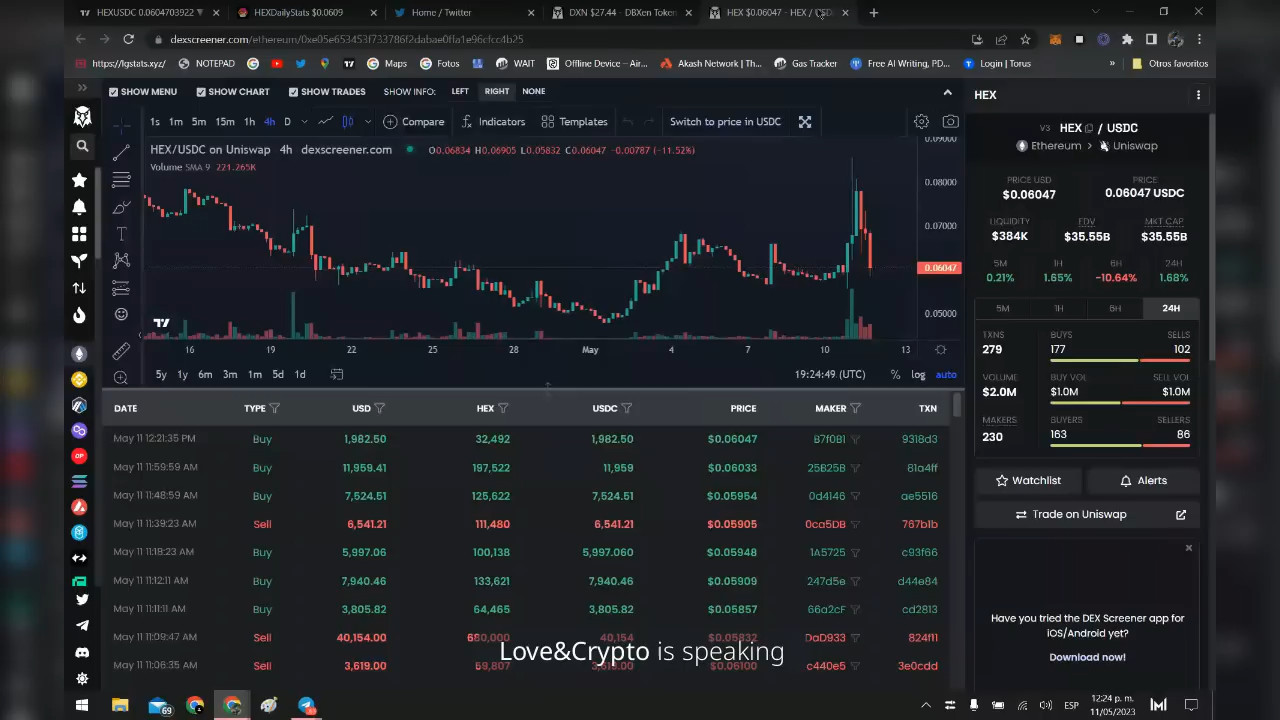 HEXUSDC 0.0604703922
HEXDailyStats $0.0609
Home / Twitter
DXN $27.44 - DBXen Token
HEX $0.06047 - HEX / USD
dexscreener.com/ethereum/0xe05e653453f733786f2dabae0ffa1e96cfcc4b25
https://lgstats.xyz/ NOTEPAD Maps Fotos WAIT Offline Device – Air... Akash Network | Th... Gas Tracker Free AI Writing, PD... Login | Torus » Otros favoritos
SHOW MENU SHOW CHART SHOW TRADES SHOW INFO: LEFT RIGHT NONE
1s 1m 5m 15m 1h 4h D Compare Indicators Templates Switch to price in USDC
HEX/USDC on Uniswap 4h dexscreener.com O0.06834 H0.06905 L0.05832 C0.06047 -0.00787 (-11.52%)
Volume SMA 9 221.265K
0.09000
0.08000
0.07000
0.06047
0.05000
16 19 22 25 28 May 4 7 10 13
5y 1y 6m 3m 1m 5d 1d 19:24:49 (UTC) % log auto
DATE TYPE USD HEX USDC PRICE MAKER TXN
May 11 12:21:35 PM Buy 1,982.50 32,492 1,982.50 $0.06047 B7f0B1 9318d3
May 11 11:59:59 AM Buy 11,959.41 197,522 11,959 $0.06033 25B25B 81a4ff
May 11 11:48:59 AM Buy 7,524.51 125,622 7,524.51 $0.05954 0d4146 ae5516
May 11 11:39:23 AM Sell 6,541.21 111,480 6,541.21 $0.05905 0ca5DB 767b1b
May 11 11:18:23 AM Buy 5,997.06 100,138 5,997.060 $0.05948 1A5725 c93f66
May 11 11:12:11 AM Buy 7,940.46 133,621 7,940.46 $0.05909 247d5e d44e84
May 11 11:11:11 AM Buy 3,805.82 64,465 3,805.82 $0.05857 66a2cF cd2813
May 11 11:09:47 AM Sell 40,154.00 40,154 $0.05832 DaD933 824f11
May 11 11:06:35 AM Sell 3,619.00 59,807 3,619.00 $0.06100 c440e5 3e0cdd
Love&Crypto is speaking
HEX
V3 HEX / USDC
Ethereum > Uniswap
PRICE USD PRICE
$0.06047 0.06047 USDC
LIQUIDITY FDV MKT CAP
$384K $35.55B $35.55B
5M 1H 6H 24H
0.21% 1.65% -10.64% 1.68%
5M 1H 6H 24H
TXNS BUYS SELLS
279 177 102
VOLUME BUY VOL SELL VOL
$2.0M $1.0M $1.0M
MAKERS BUYERS SELLERS
230 163 86
Watchlist Alerts
Trade on Uniswap
Have you tried the DEX Screener app for
iOS/Android yet?
Download now!
69
ESP
12:24 p. m.
11/05/2023